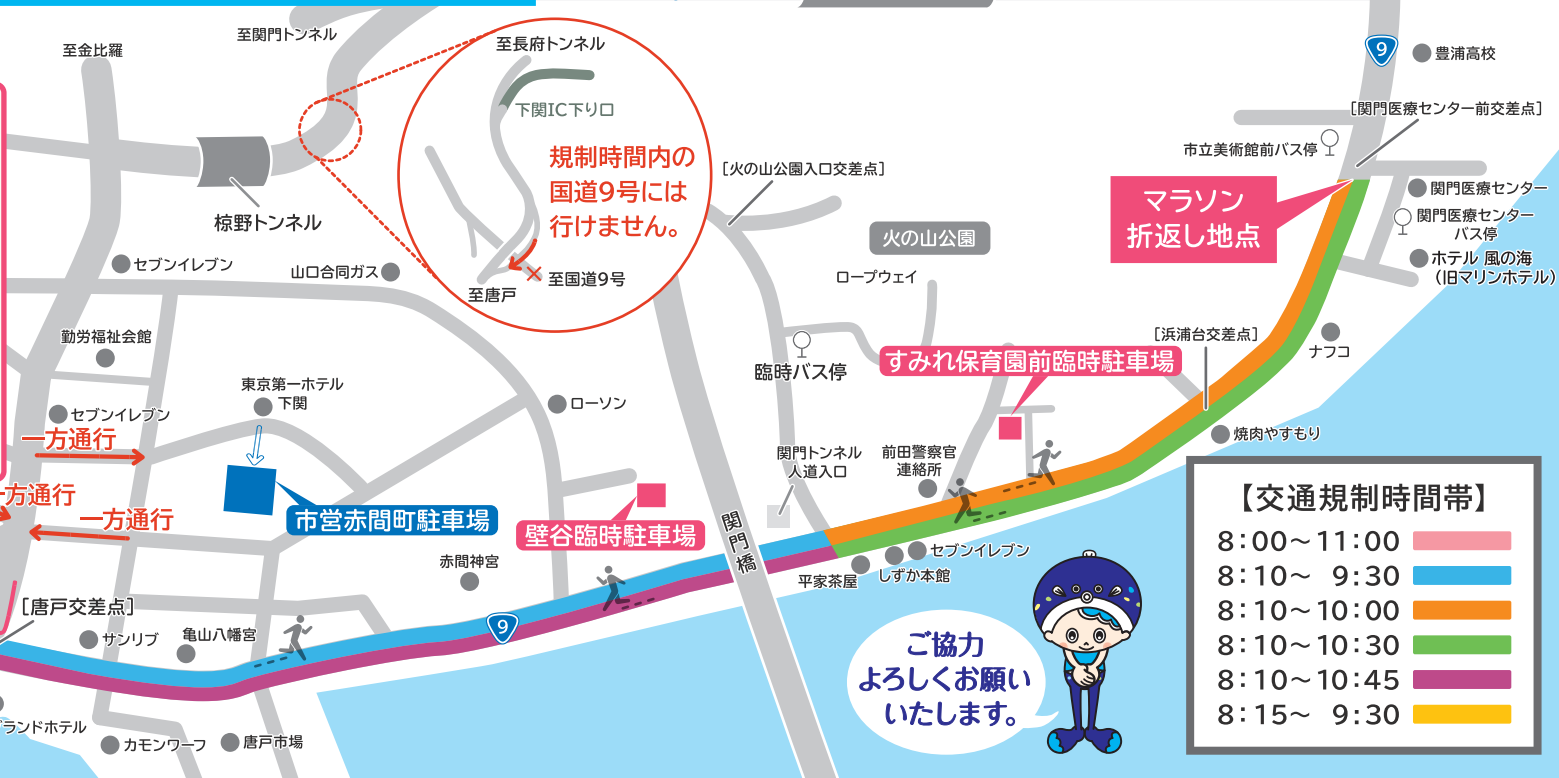 至金比羅
至関門トンネル
至長府トンネル
下関IC下り口
規制時間内の
国道9号には
行けません。
至国道9号
至唐戸
椋野トンネル
9
豊浦高校
[関門医療センター前交差点]
市立美術館前バス停
マラソン
折返し地点
関門医療センター
関門医療センター
バス停
ホテル 風の海
(旧マリンホテル)
[火の山公園入口交差点]
火の山公園
ロープウェイ
セブンイレブン
山口合同ガス
勤労福祉会館
臨時バス停
すみれ保育園前臨時駐車場
[浜浦台交差点]
ナフコ
東京第一ホテル
下関
セブンイレブン
ローソン
一方通行
焼肉やすもり
関門トンネル
人道入口
前田警察官
連絡所
方通行
一方通行
市営赤間町駐車場
壁谷臨時駐車場
関門橋
赤間神宮
セブンイレブン
しずか本館
平家茶屋
[唐戸交差点]
サンリブ
亀山八幡宮
9
ランドホテル
カモンワーフ
唐戸市場
ご協力
よろしくお願い
いたします。
【交通規制時間帯】
8:00〜11:00
8:10〜 9:30
8:10〜10:00
8:10〜10:30
8:10〜10:45
8:15〜 9:30